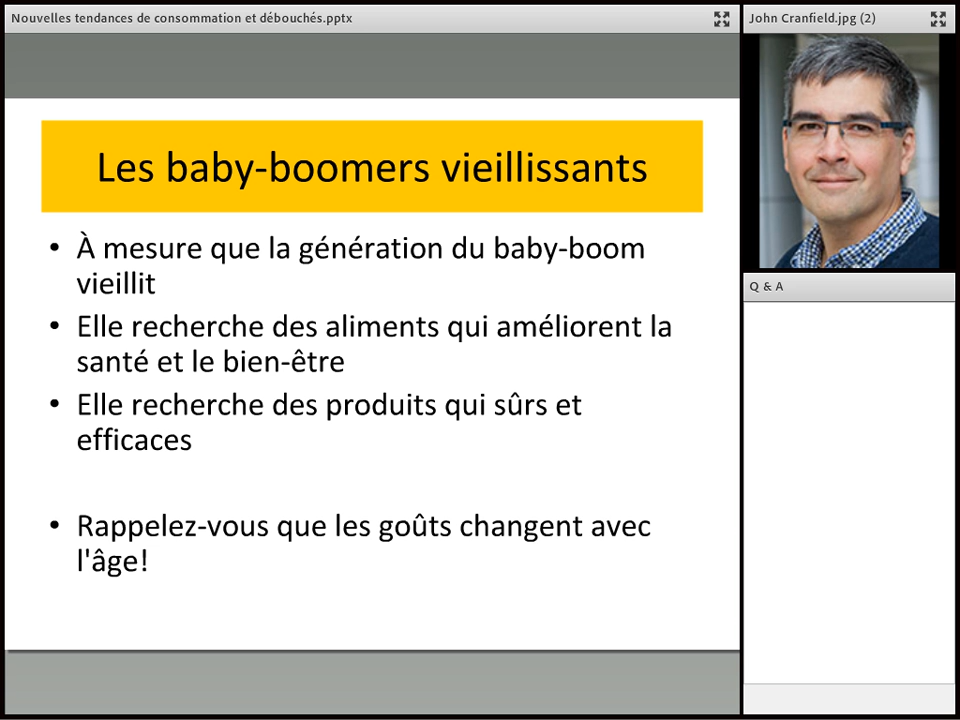 Nouvelles tendances de consommation et débouchés.pptx
John Cranfield.jpg (2)
Les baby-boomers vieillissants
• À mesure que la génération du baby-boom
vieillit
• Elle recherche des aliments qui améliorent la
santé et le bien-être
• Elle recherche des produits qui sûrs et
efficaces
• Rappelez-vous que les goûts changent avec
l'âge!
Q & A